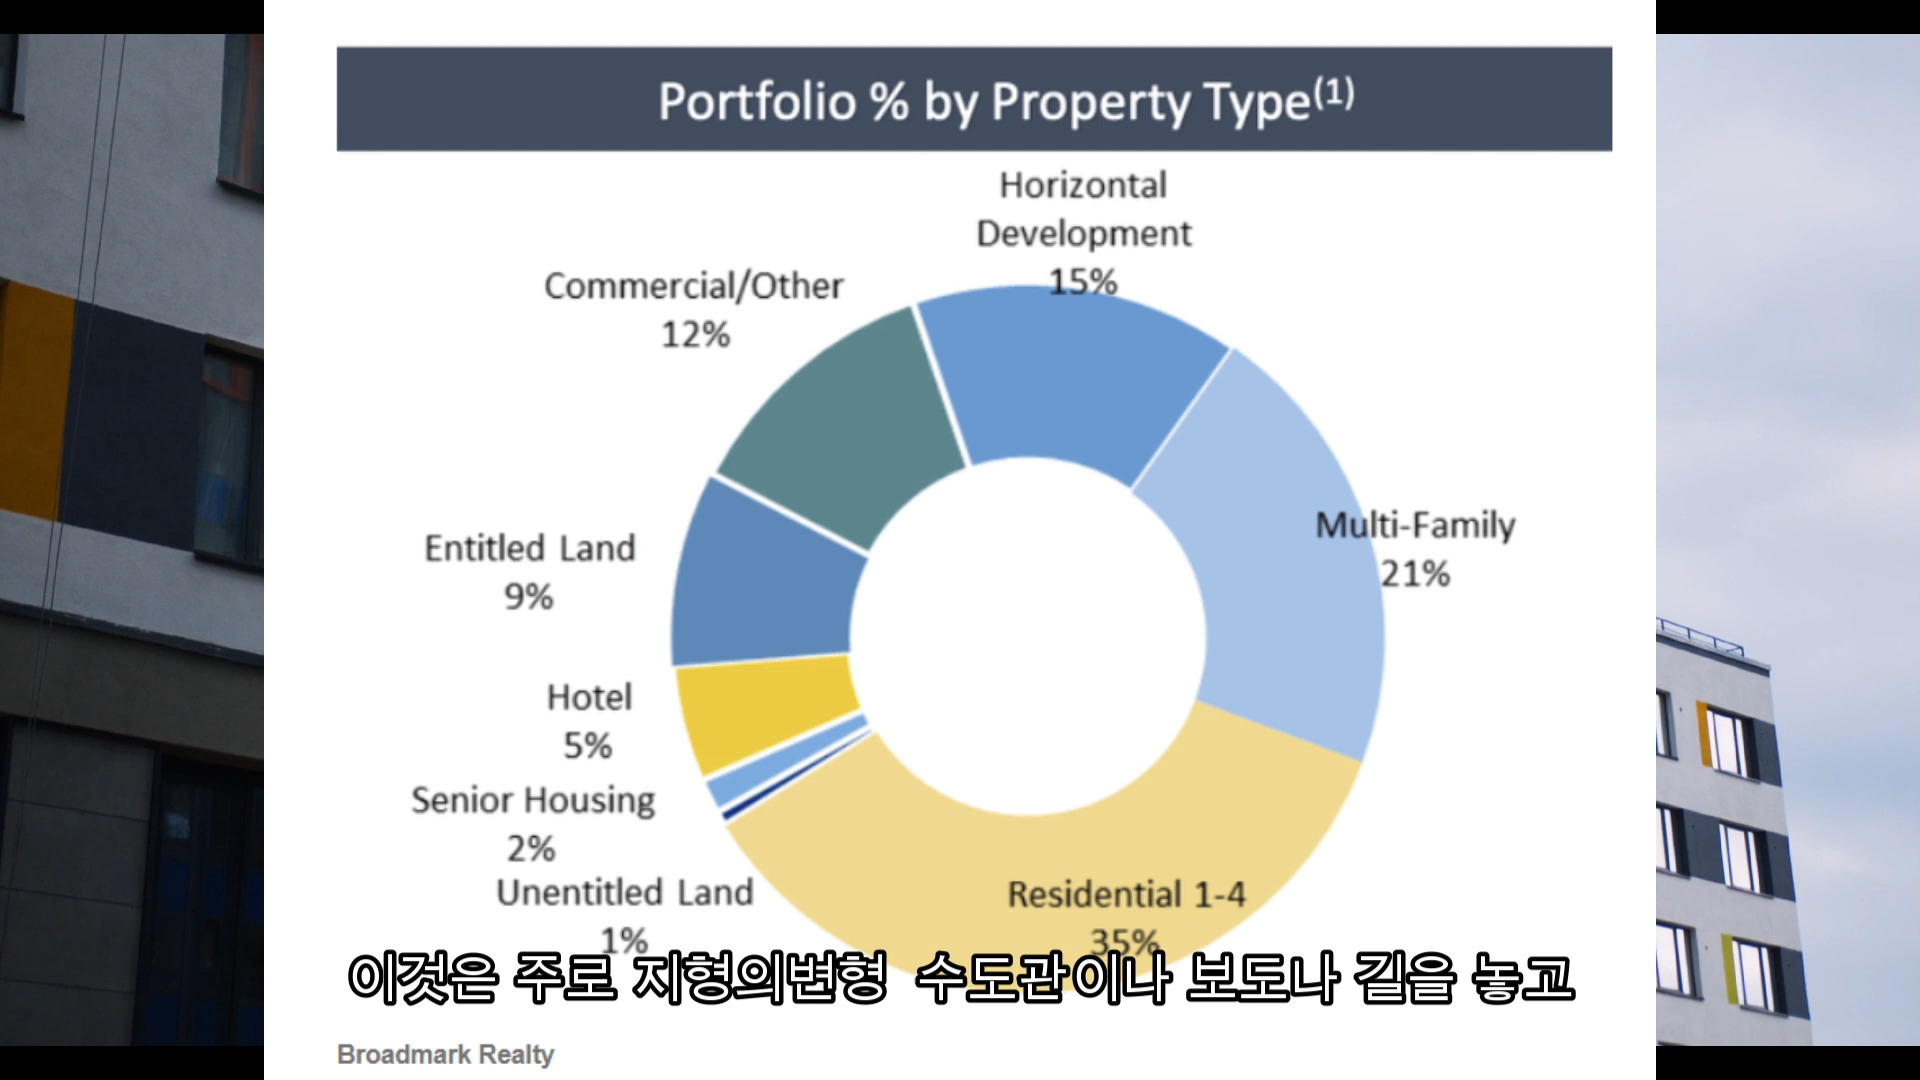 Portfolio % by Property Type(1)
Horizontal
Development
15%
Commercial/Other
12%
Multi-Family
21%
Entitled Land
9%
Hotel
5%
Senior Housing
2%
Unentitled Land
1%
Residential 1-4
35%
이것은 주로 지형의변형 수도관이나 보도나 길을 놓고
Broadmark Realty